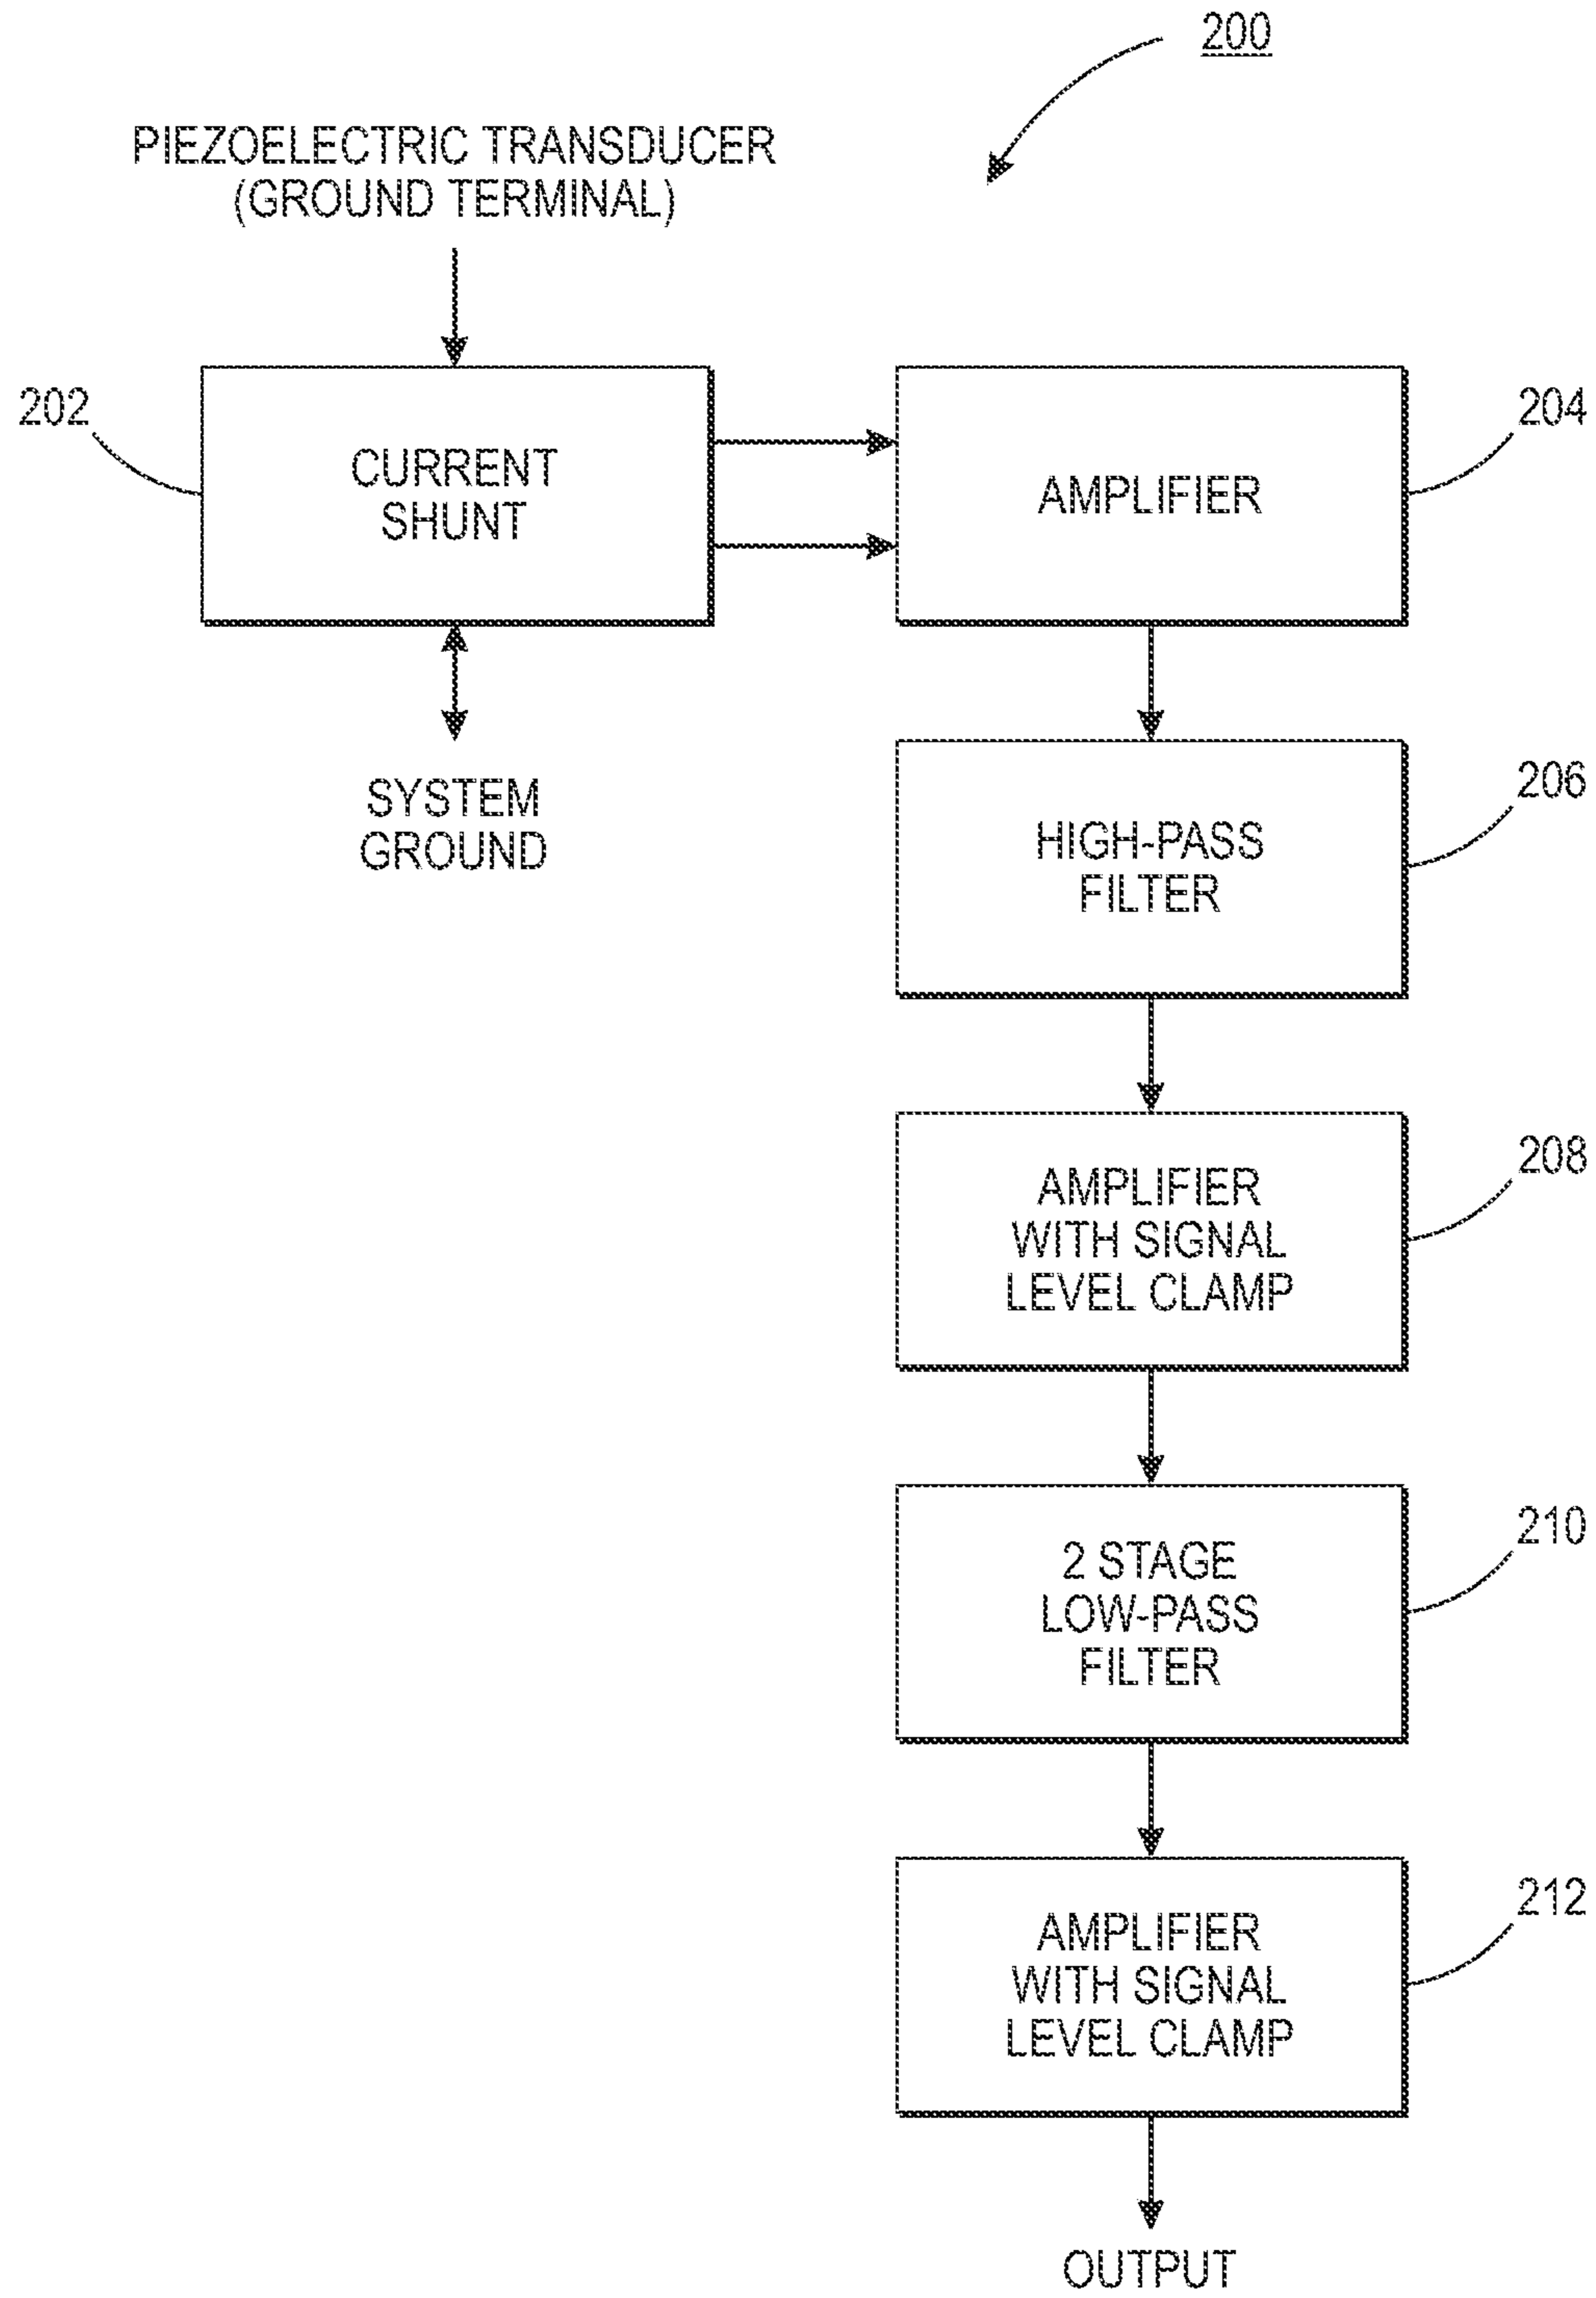 200
PIEZOELECTRIC TRANSDUCER
(GROUND TERMINAL)
202
CURRENT
SHUNT
AMPLIFIER
204
SYSTEM
GROUND
HIGH-PASS
FILTER
206
AMPLIFIER
WITH SIGNAL
LEVEL CLAMP
208
2 STAGE
LOW-PASS
FILTER
210
AMPLIFIER
WITH SIGNAL
LEVEL CLAMP
212
OUTPUT